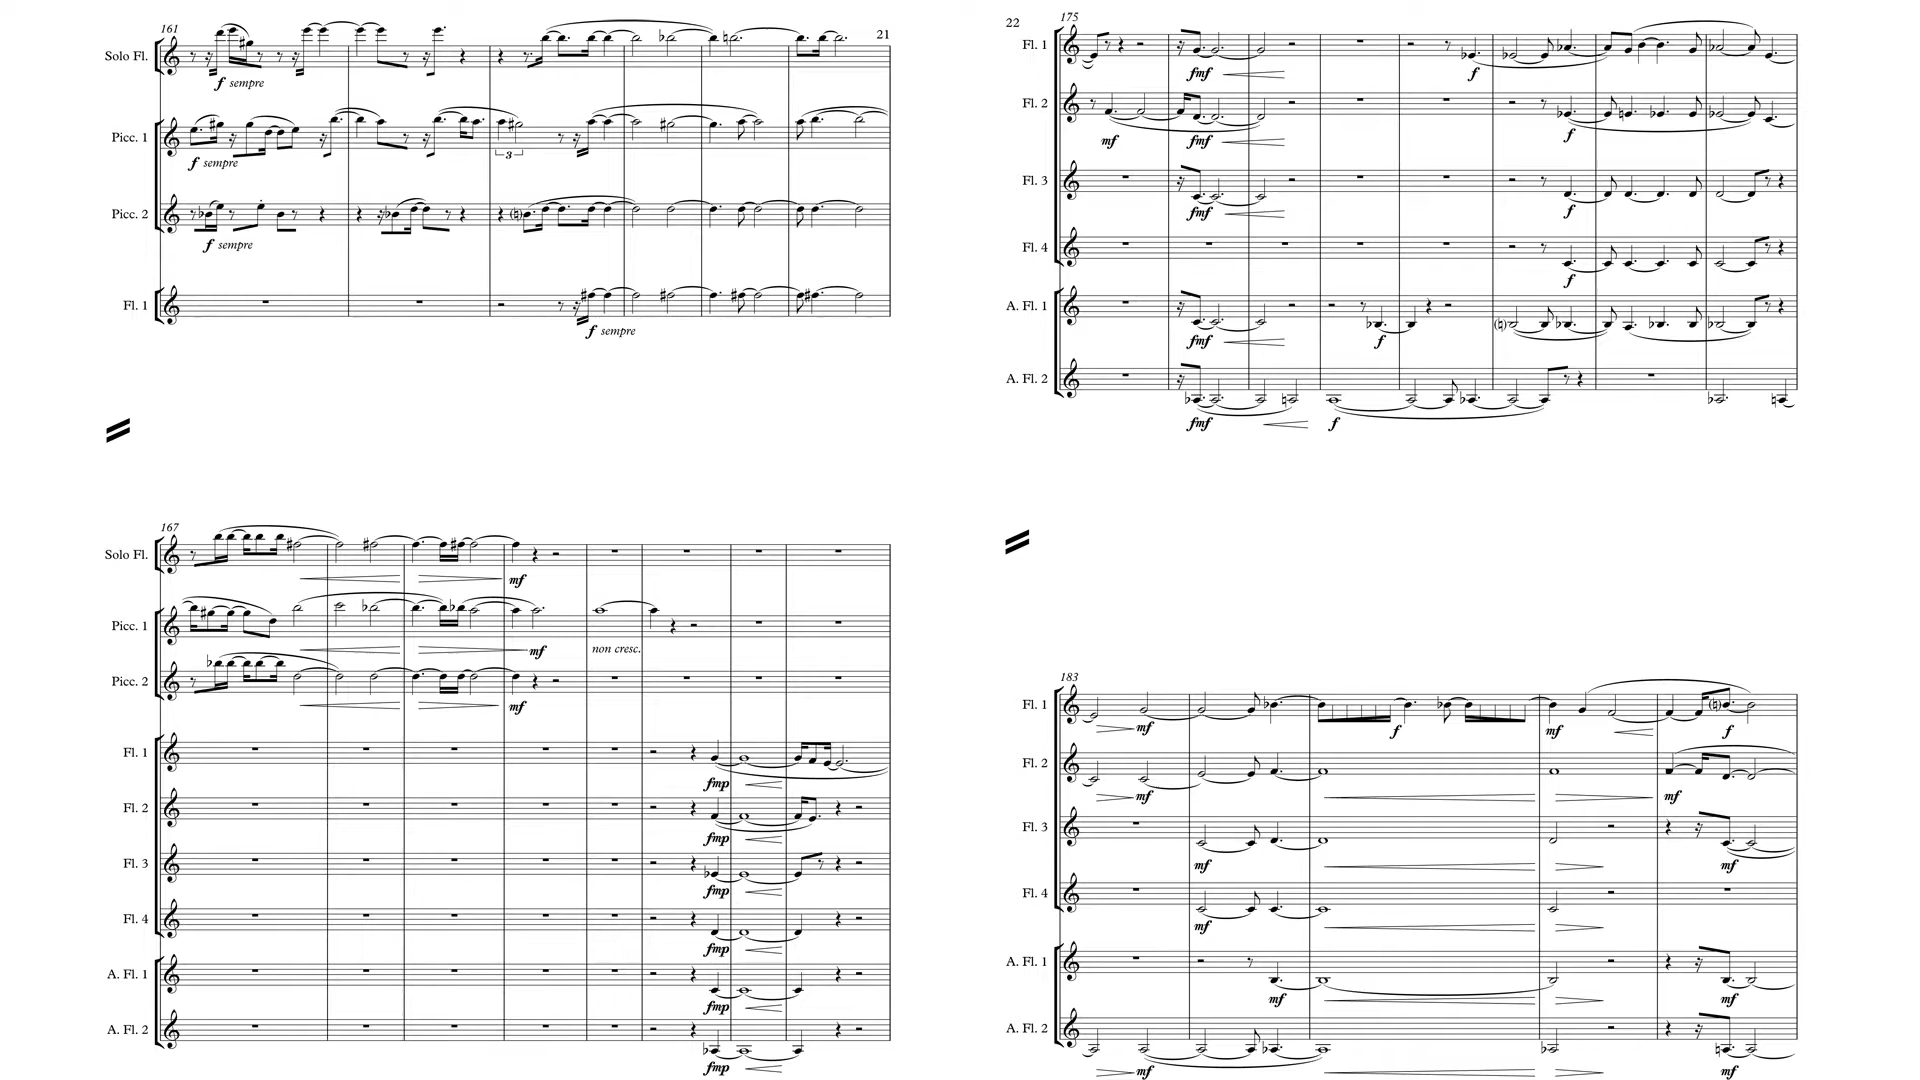 161
21
Solo Fl.
f sempre
Picc. 1
f sempre
3
Picc. 2
f sempre
Fl. 1
f sempre
167
Solo Fl.
mf
Picc. 1
mf non cresc.
Picc. 2
mf
Fl. 1
fmp
Fl. 2
fmp
Fl. 3
fmp
Fl. 4
fmp
A. Fl. 1
fmp
A. Fl. 2
fmp
22
175
Fl. 1
fmf f
Fl. 2
mf fmf f
Fl. 3
fmf f
Fl. 4
f
A. Fl. 1
fmf f
A. Fl. 2
fmf f
183
Fl. 1
mf f mf f
Fl. 2
mf mf
Fl. 3
mf mf
Fl. 4
mf
A. Fl. 1
mf mf
A. Fl. 2
mf mf